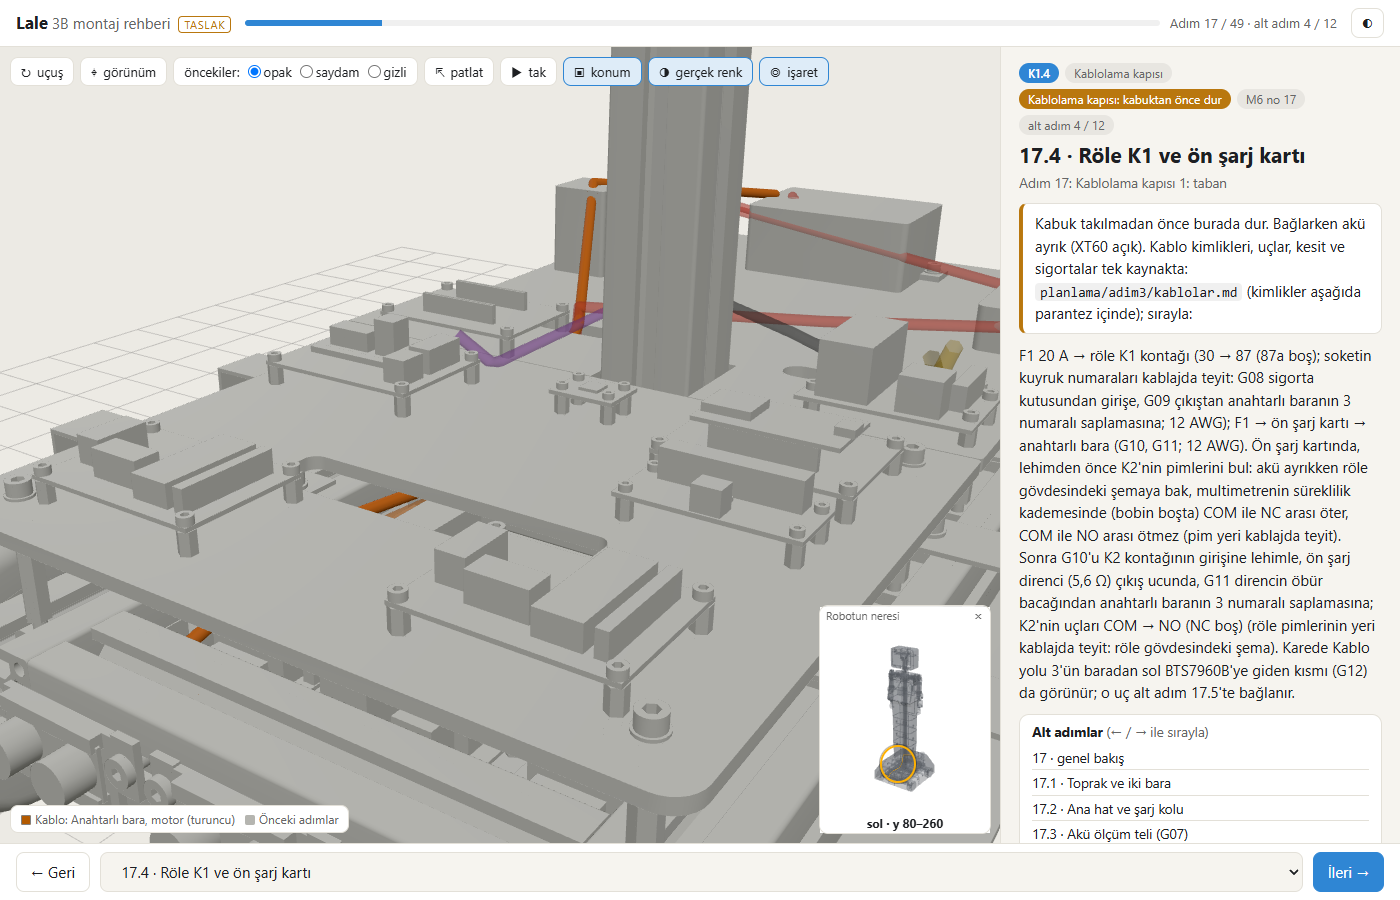 Lale 3B montaj rehberi TASLAK
Adım 17 / 49 · alt adım 4 / 12
↻ uçuş
⌖ görünüm
öncekiler: opak saydam gizli
↸ patlat
▶ tak
▣ konum
◑ gerçek renk
◎ işaret
K1.4 Kablolama kapısı
Kablolama kapısı: kabuktan önce dur M6 no 17
alt adım 4 / 12
17.4 · Röle K1 ve ön şarj kartı
Adım 17: Kablolama kapısı 1: taban
Kabuk takılmadan önce burada dur. Bağlarken akü
ayrık (XT60 açık). Kablo kimlikleri, uçlar, kesit ve
sigortalar tek kaynakta:
planlama/adim3/kablolar.md (kimlikler aşağıda
parantez içinde); sırayla:
F1 20 A → röle K1 kontağı (30 → 87 (87a boş); soketin
kuyruk numaraları kablajda teyit: G08 sigorta
kutusundan girişe, G09 çıkıştan anahtarlı baranın 3
numaralı saplamasına; 12 AWG); F1 → ön şarj kartı →
anahtarlı bara (G10, G11; 12 AWG). Ön şarj kartında,
lehimden önce K2'nin pimlerini bul: akü ayrıkken röle
gövdesindeki şemaya bak, multimetrenin süreklilik
kademesinde (bobin boşta) COM ile NC arası öter,
COM ile NO arası ötmez (pim yeri kablajda teyit).
Sonra G10'u K2 kontağının girişine lehimle, ön şarj
direnci (5,6 Ω) çıkış ucunda, G11 direncin öbür
bacağından anahtarlı baranın 3 numaralı saplamasına;
K2'nin uçları COM → NO (NC boş) (röle pimlerinin yeri
kablajda teyit: röle gövdesindeki şema). Karede Kablo
yolu 3'ün baradan sol BTS7960B'ye giden kısmı (G12)
da görünür; o uç alt adım 17.5'te bağlanır.
Alt adımlar (← / → ile sırayla)
17 · genel bakış
17.1 · Toprak ve iki bara
17.2 · Ana hat ve şarj kolu
17.3 · Akü ölçüm teli (G07)
Robotun neresi ×
sol · y 80–260
Kablo: Anahtarlı bara, motor (turuncu) Önceki adımlar
← Geri
17.4 · Röle K1 ve ön şarj kartı
İleri →